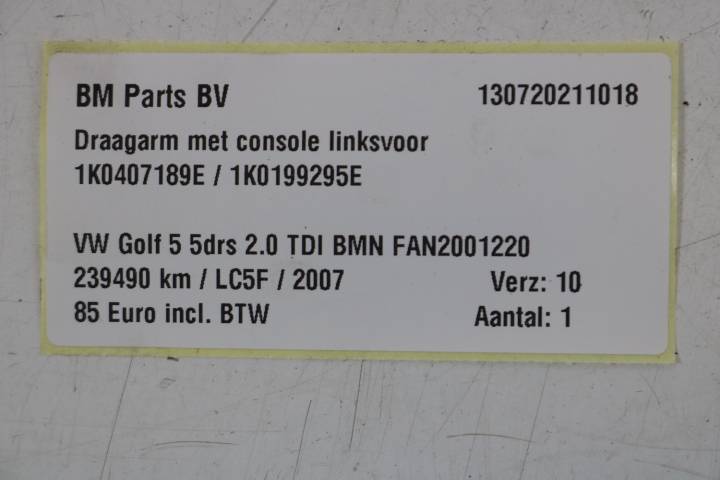 BM Parts BV 130720211018
Draagarm met console linksvoor
1K0407189E / 1K0199295E
VW Golf 5 5drs 2.0 TDI BMN FAN2001220
239490 km / LC5F / 2007 Verz: 10
85 Euro incl. BTW Aantal: 1